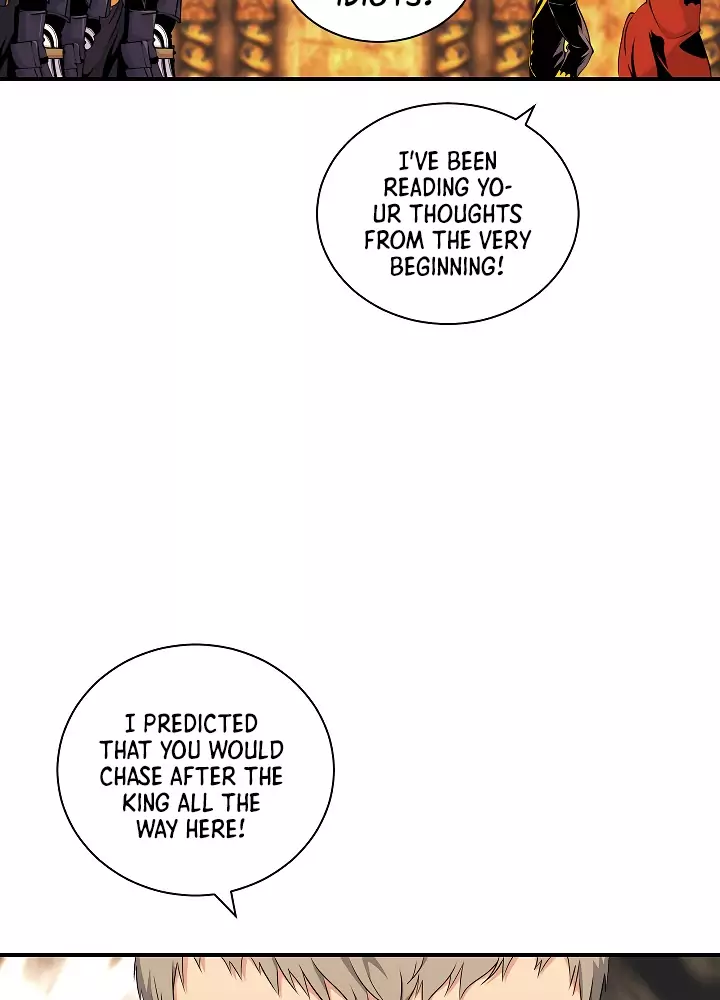 IDIOTS!
I'VE BEEN
READING YO-
UR THOUGHTS
FROM THE VERY
BEGINNING!
I PREDICTED
THAT YOU WOULD
CHASE AFTER THE
KING ALL THE
WAY HERE!